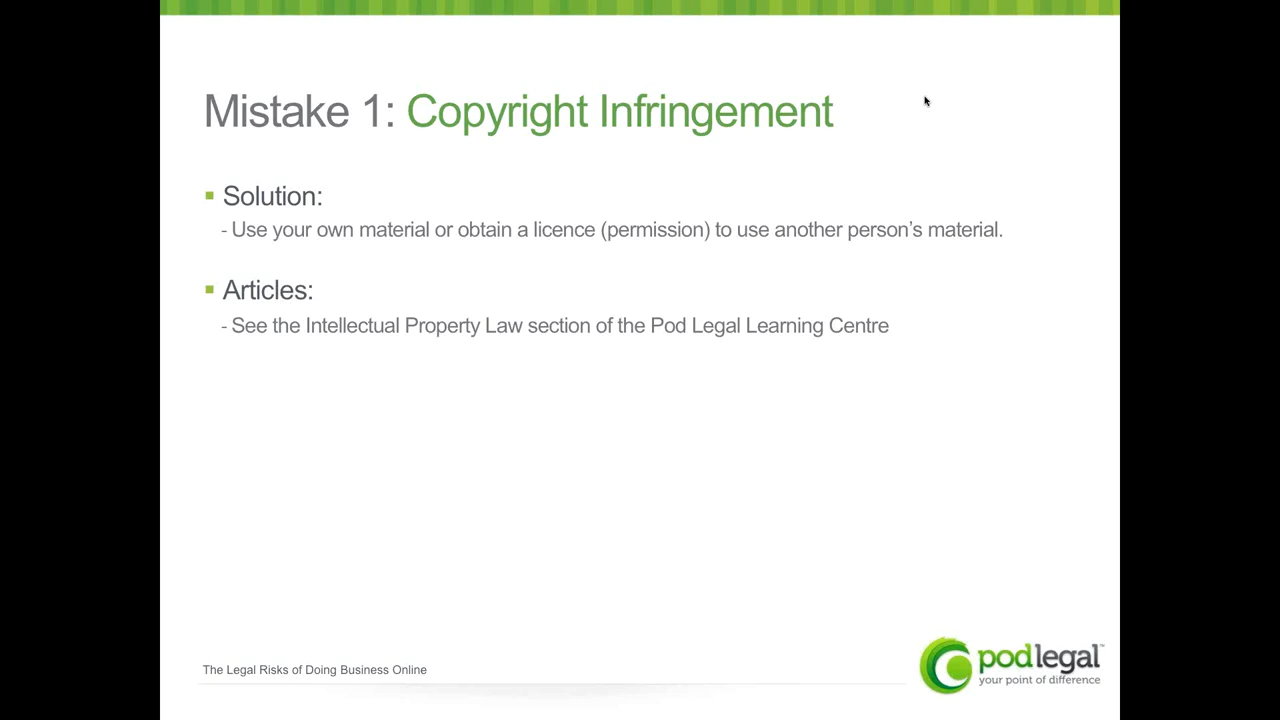 Mistake 1: Copyright Infringement
▪ Solution:
- Use your own material or obtain a licence (permission) to use another person’s material.
▪ Articles:
- See the Intellectual Property Law section of the Pod Legal Learning Centre
The Legal Risks of Doing Business Online
podlegal™
your point of difference